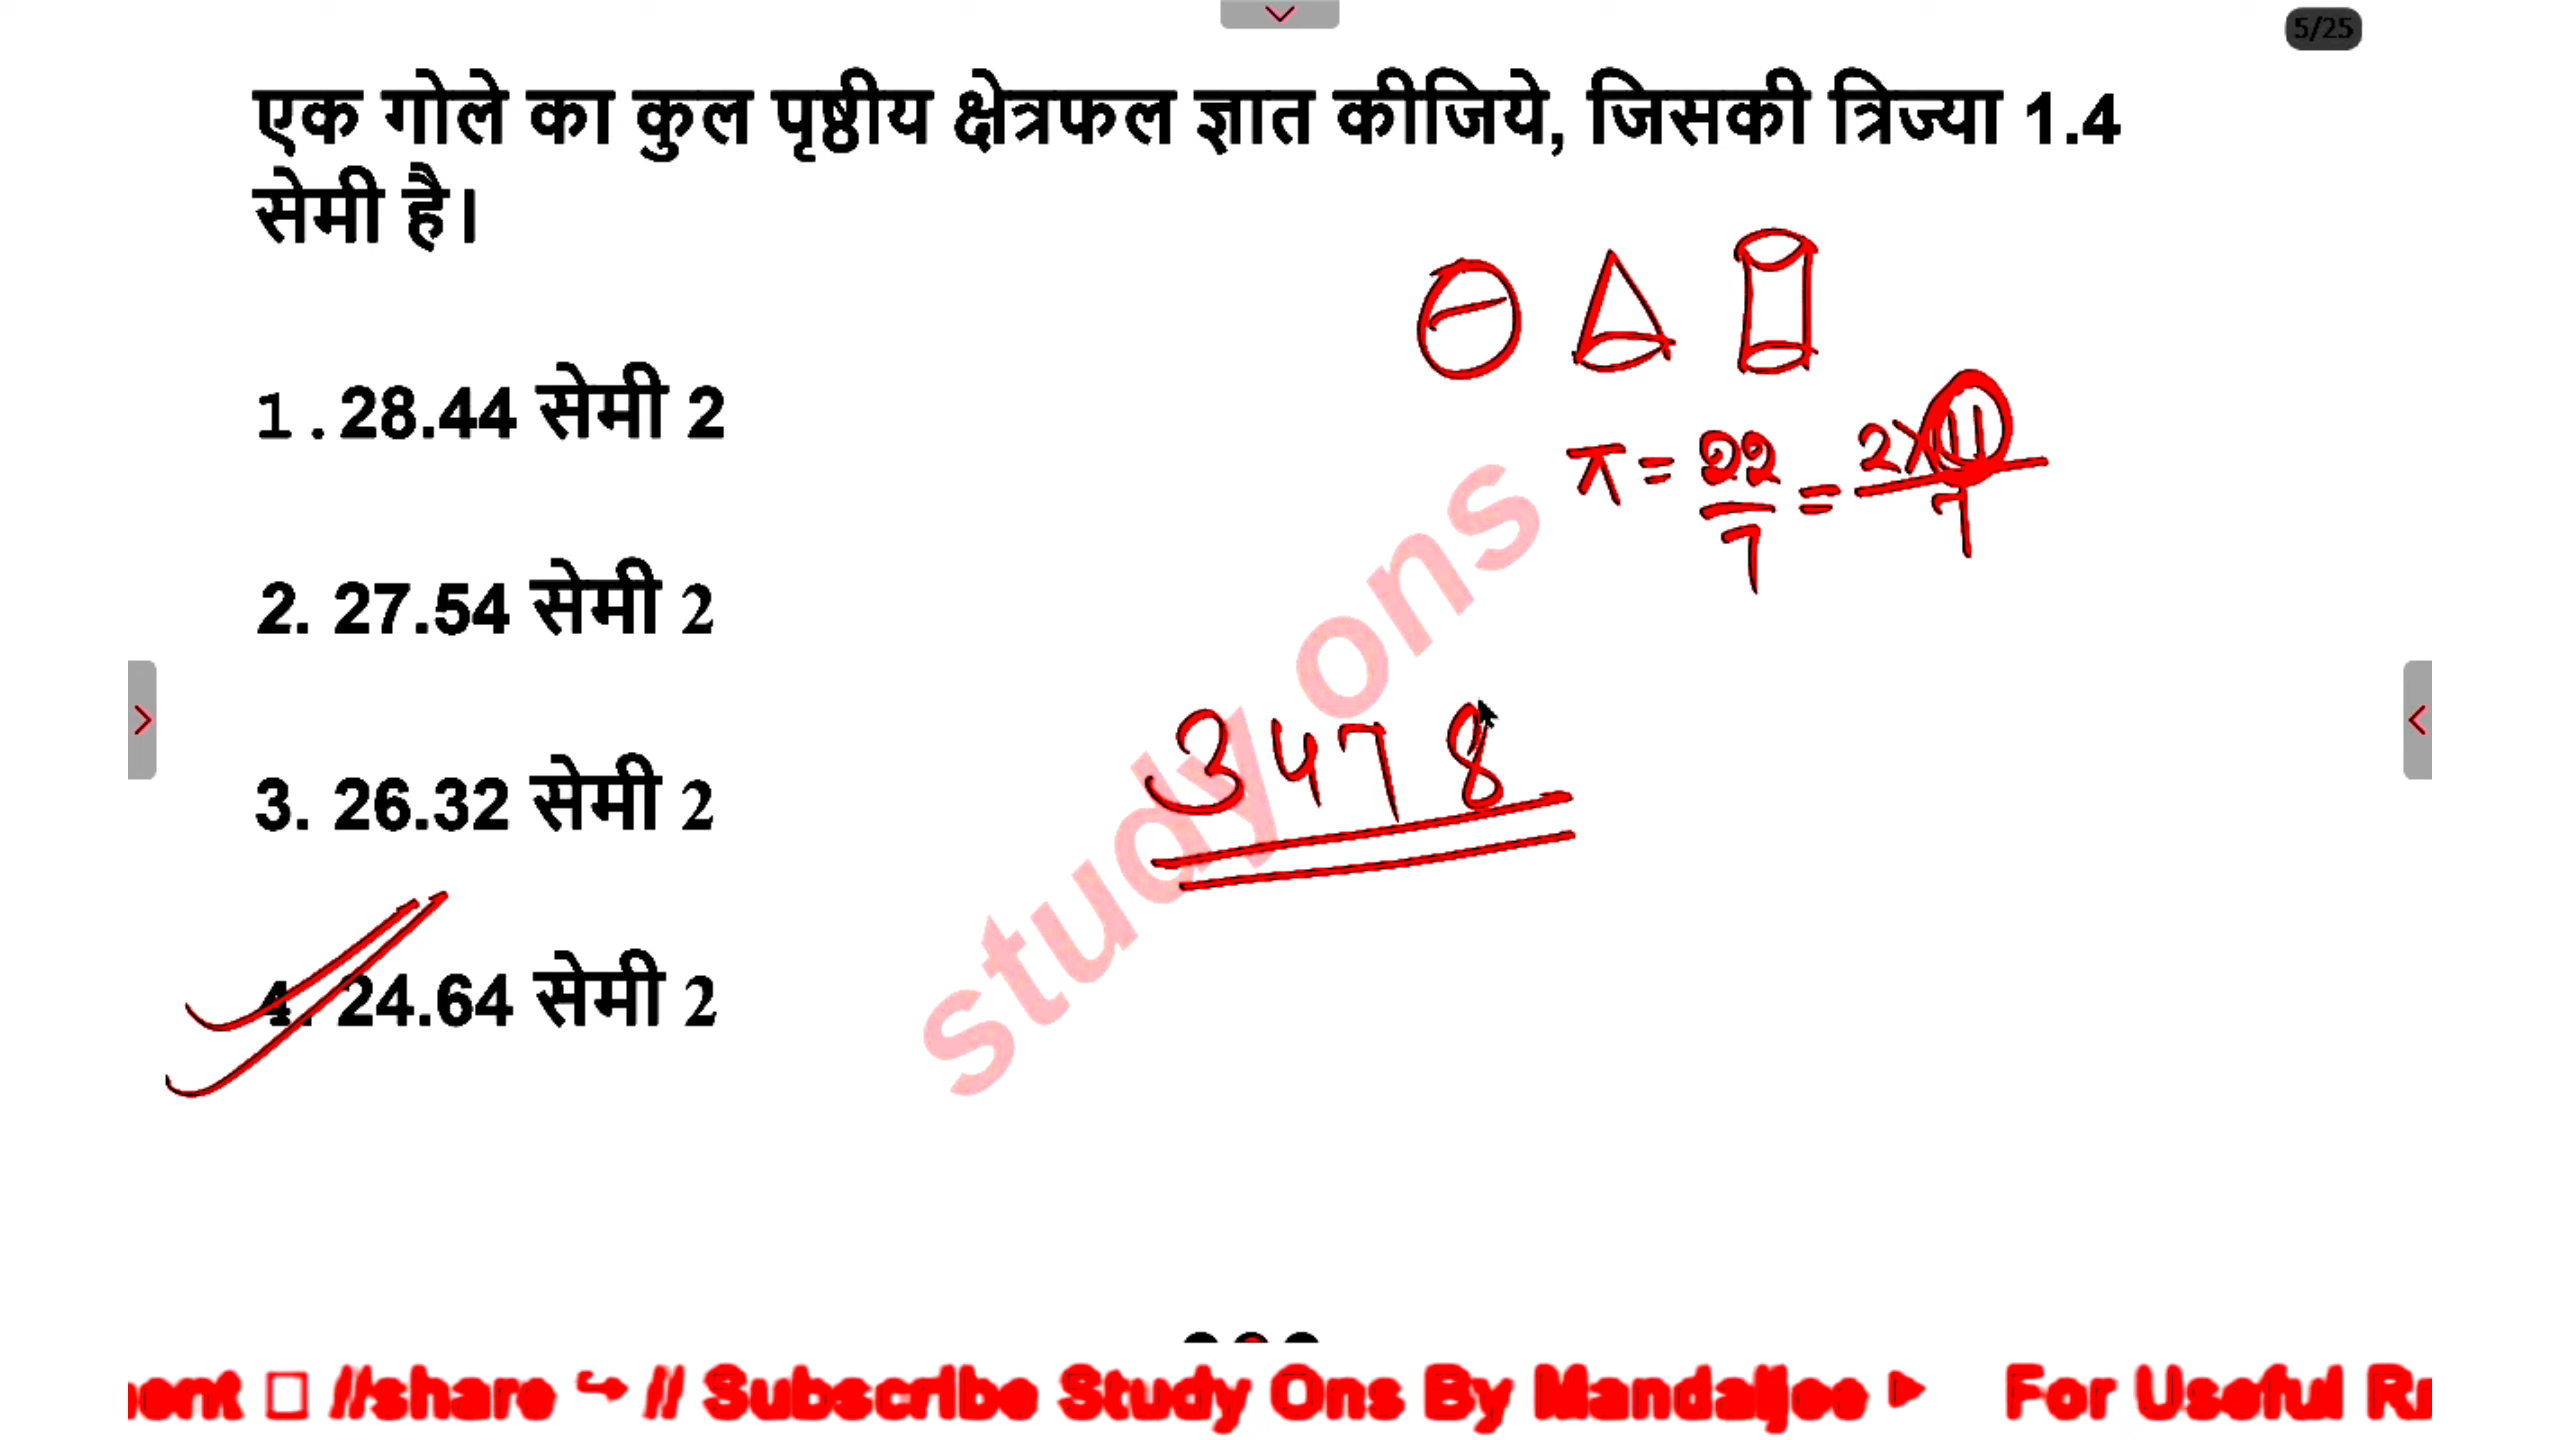 5/25
एक गोले का कुल पृष्ठीय क्षेत्रफल ज्ञात कीजिये, जिसकी त्रिज्या 1.4
सेमी है।
1.28.44 सेमी 2
π = 22/7 = 2×11/7
2. 27.54 सेमी 2
3478
3. 26.32 सेमी 2
4. 24.64 सेमी 2
study ons
//share ↪ // Subscribe Study Ons By Mandaljee ▶ For Useful